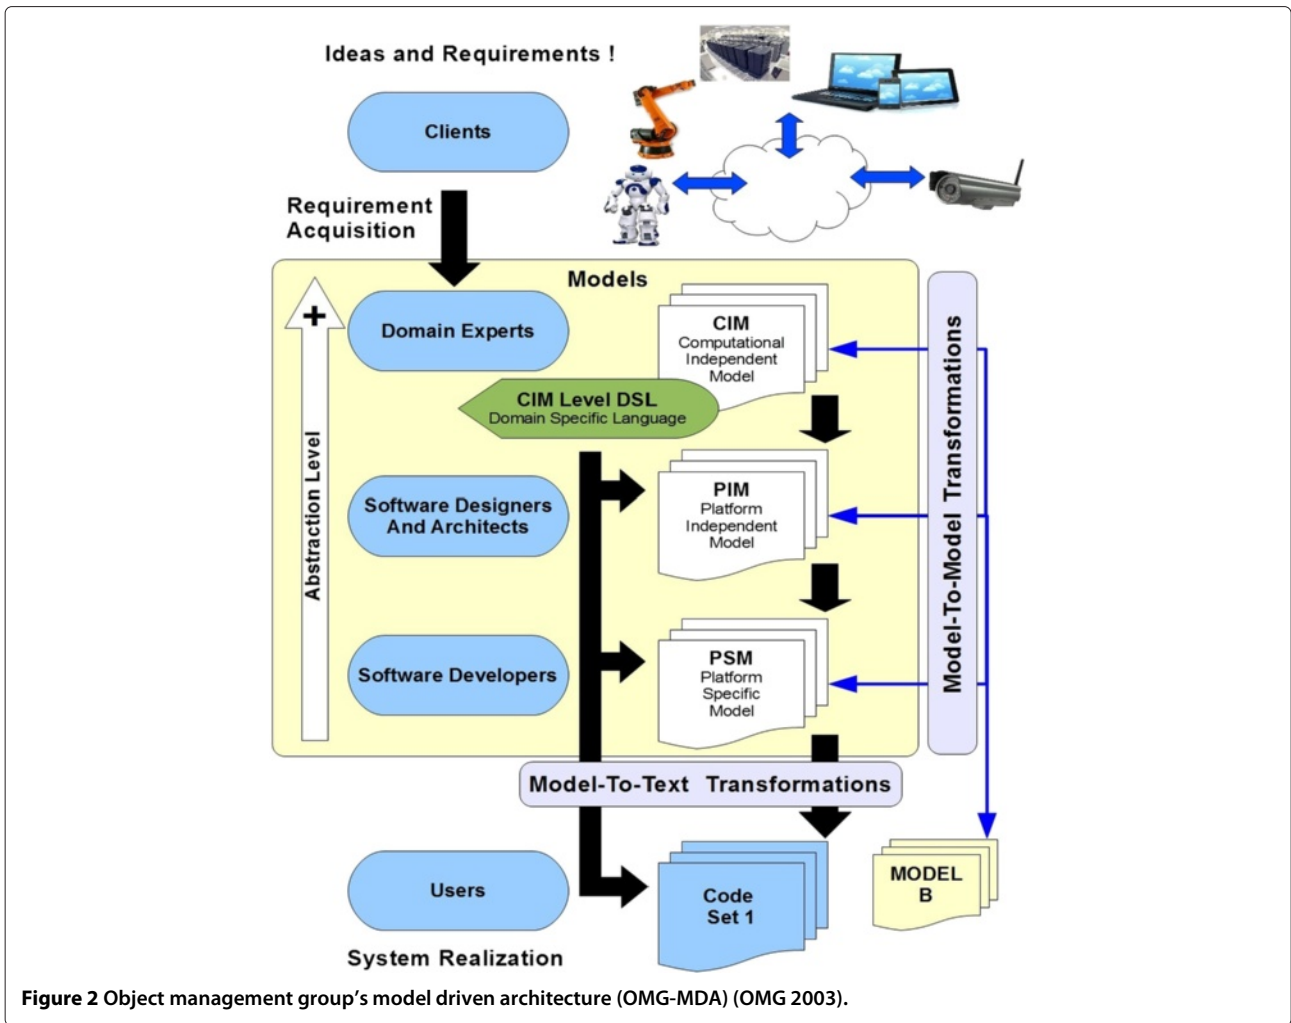 Ideas and Requirements !
Clients
Requirement
Acquisition
Models
+
Domain Experts
CIM
Computational
Independent
Model
CIM Level DSL
Domain Specific Language
Abstraction Level
Software Designers
And Architects
PIM
Platform
Independent
Model
Software Developers
PSM
Platform
Specific
Model
Model-To-Model Transformations
Model-To-Text Transformations
Users
Code
Set 1
MODEL
B
System Realization
Figure 2 Object management group's model driven architecture (OMG-MDA) (OMG 2003).